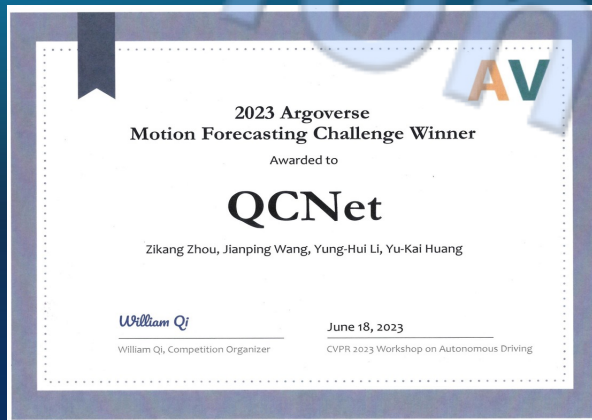 AV
2023 Argoverse
Motion Forecasting Challenge Winner
Awarded to
QCNet
Zikang Zhou, Jianping Wang, Yung-Hui Li, Yu-Kai Huang
William Qi
June 18, 2023
William Qi, Competition Organizer
CVPR 2023 Workshop on Autonomous Driving